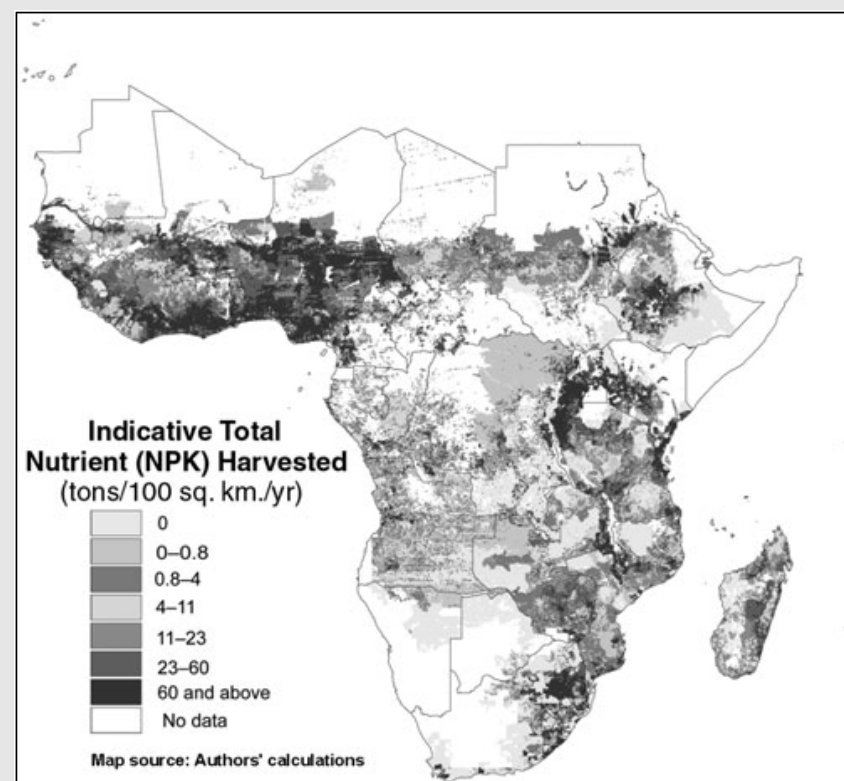 Indicative Total
Nutrient (NPK) Harvested
(tons/100 sq. km./yr)
0
0–0.8
0.8–4
4–11
11–23
23–60
60 and above
No data
Map source: Authors' calculations